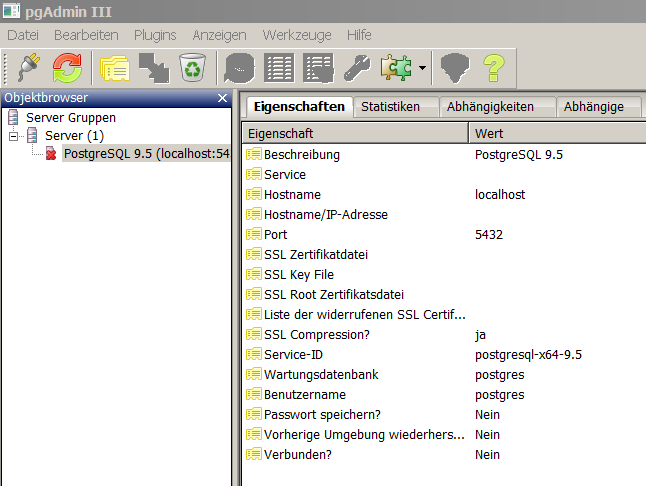 pgAdmin III
Datei Bearbeiten Plugins Anzeigen Werkzeuge Hilfe
Objektbrowser
Server Gruppen
Server (1)
PostgreSQL 9.5 (localhost:543
Eigenschaften Statistiken Abhängigkeiten Abhängige
Eigenschaft Wert
Beschreibung PostgreSQL 9.5
Service
Hostname localhost
Hostname/IP-Adresse
Port 5432
SSL Zertifikatdatei
SSL Key File
SSL Root Zertifikatsdatei
Liste der widerrufenen SSL Certif...
SSL Compression? ja
Service-ID postgresql-x64-9.5
Wartungsdatenbank postgres
Benutzername postgres
Passwort speichern? Nein
Vorherige Umgebung wiederhers... Nein
Verbunden? Nein